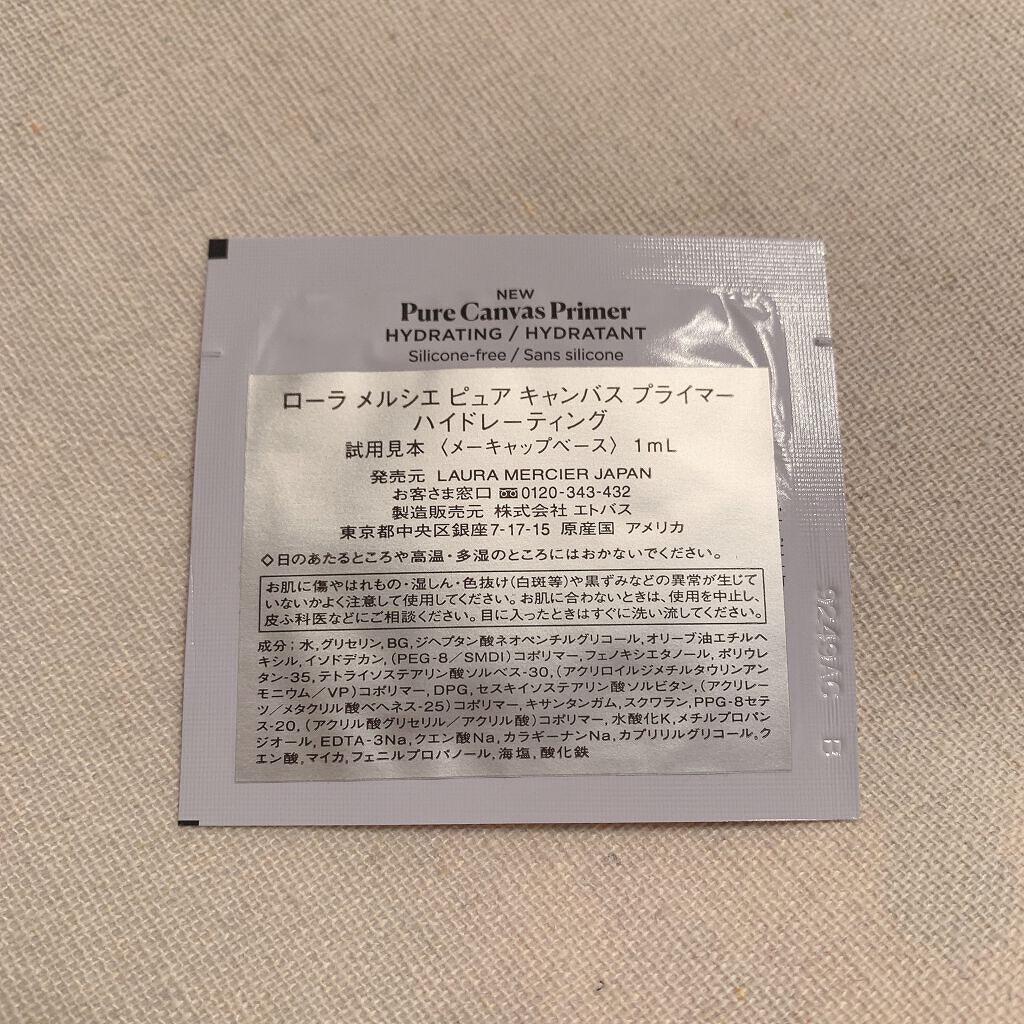 NEW
Pure Canvas Primer
HYDRATING / HYDRATANT
Silicone-free / Sans silicone
ローラ メルシエ ピュア キャンバス プライマー
ハイドレーティング
試用見本 〈メーキャップベース〉 1mL
発売元 LAURA MERCIER JAPAN
お客さま窓口 0120-343-432
製造販売元 株式会社 エトバス
東京都中央区銀座7-17-15 原産国 アメリカ
◇日のあたるところや高温・多湿のところにはおかないでください。
お肌に傷やはれもの・湿しん・色抜け(白斑等)や黒ずみなどの異常が生じて
いないかよく注意して使用してください。お肌に合わないときは、使用を中止し、
皮ふ科医などにご相談ください。目に入ったときはすぐに洗い流してください。
成分；水,グリセリン,BG,ジヘプタン酸ネオペンチルグリコール,オリーブ油エチルヘ
キシル,イソドデカン,(PEG-8／SMDI)コポリマー,フェノキシエタノール,ポリウレ
タン-35,テトライソステアリン酸ソルベス-30,(アクリロイルジメチルタウリンアン
モニウム／VP)コポリマー,DPG,セスキイソステアリン酸ソルビタン,(アクリレー
ツ／メタクリル酸ベヘネス-25)コポリマー,キサンタンガム,スクワラン,PPG-8セテ
ス-20,(アクリル酸グリセリル／アクリル酸)コポリマー,水酸化K,メチルプロパン
ジオール,EDTA-3Na,クエン酸Na,カラギーナンNa,カプリリルグリコール,ク
エン酸,マイカ,フェニルプロパノール,海塩,酸化鉄